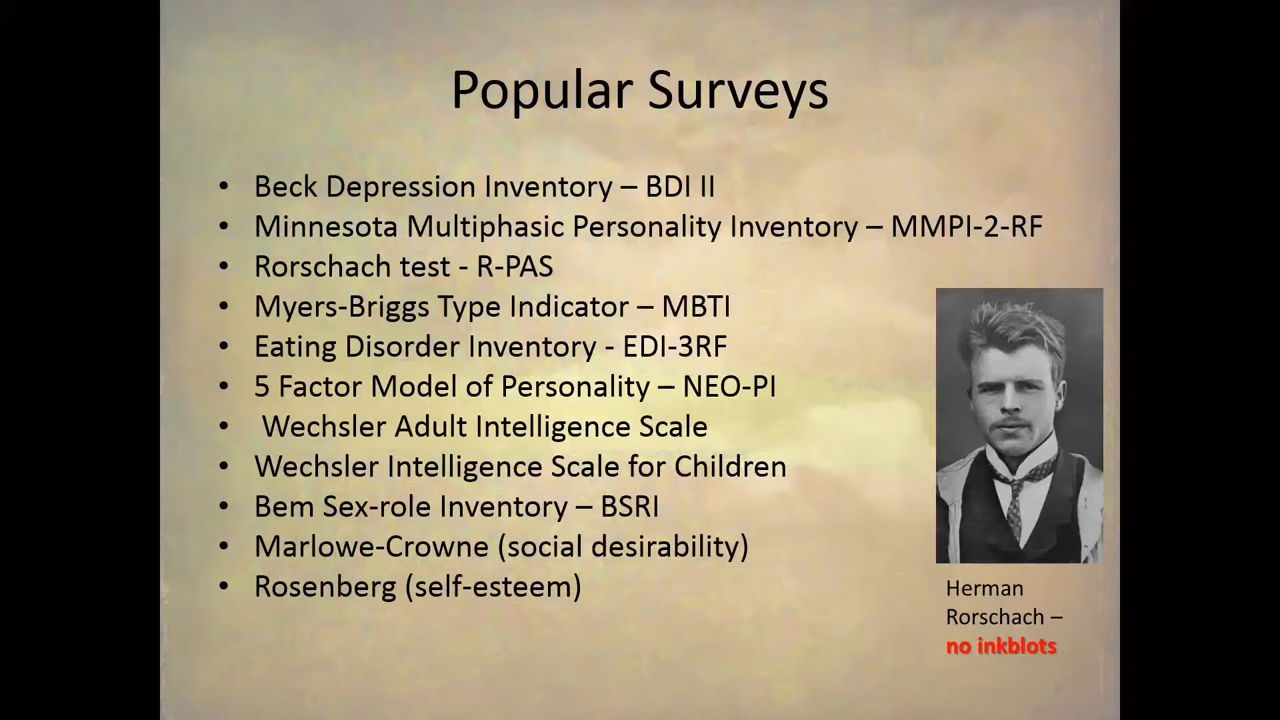 Popular Surveys
• Beck Depression Inventory – BDI II
• Minnesota Multiphasic Personality Inventory – MMPI-2-RF
• Rorschach test - R-PAS
• Myers-Briggs Type Indicator – MBTI
• Eating Disorder Inventory - EDI-3RF
• 5 Factor Model of Personality – NEO-PI
• Wechsler Adult Intelligence Scale
• Wechsler Intelligence Scale for Children
• Bem Sex-role Inventory – BSRI
• Marlowe-Crowne (social desirability)
• Rosenberg (self-esteem)
Herman
Rorschach –
no inkblots